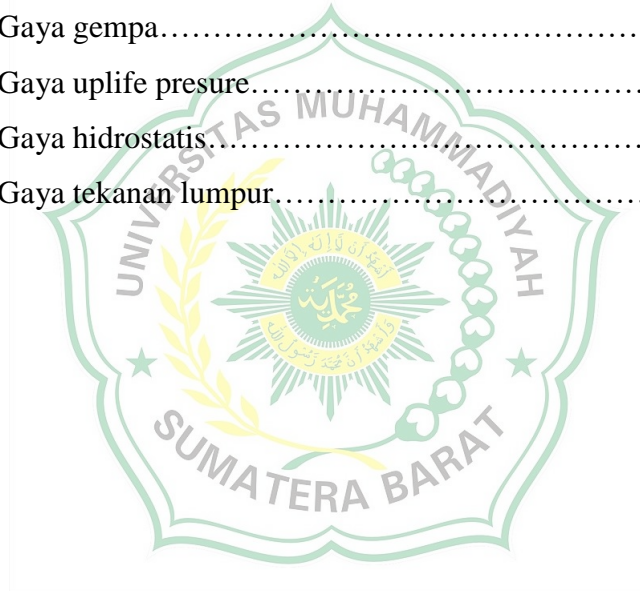 Gaya gempa……………………………………
Gaya uplife presure………………………………
Gaya hidrostatis……………………………………
Gaya tekanan lumpur………………………………
UNIVERSITAS MUHAMMADIYAH
SUMATERA BARAT